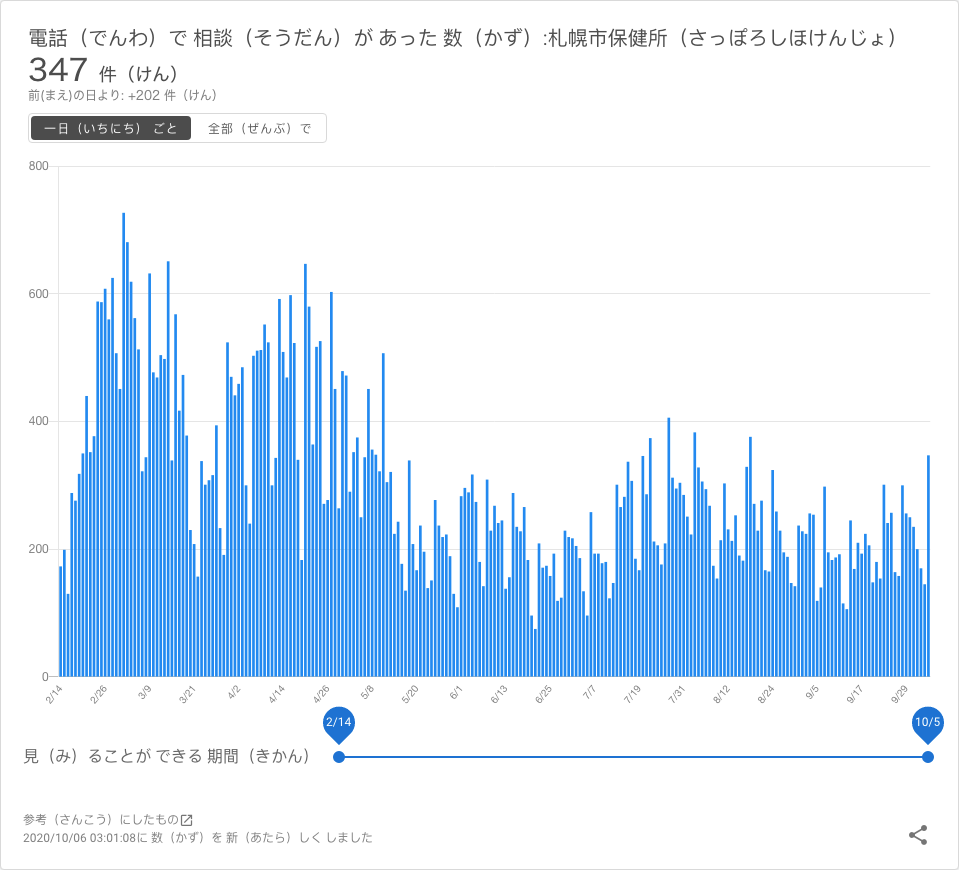 電話（でんわ）で 相談（そうだん）が あった 数（かず）:札幌市保健所（さっぽろしほけんじょ）
347 件（けん）
前(まえ)の日より: +202 件（けん）
一日（いちにち） ごと 全部（ぜんぶ）で
800
600
400
200
0
2/14 2/26 3/9 3/21 4/2 4/14 4/26 5/8 5/20 6/1 6/13 6/25 7/7 7/19 7/31 8/12 8/24 9/5 9/17 9/29
2/14 10/5
見（み）ることが できる 期間（きかん）
参考（さんこう）にしたもの
2020/10/06 03:01:08に 数（かず）を 新（あたら）しく しました